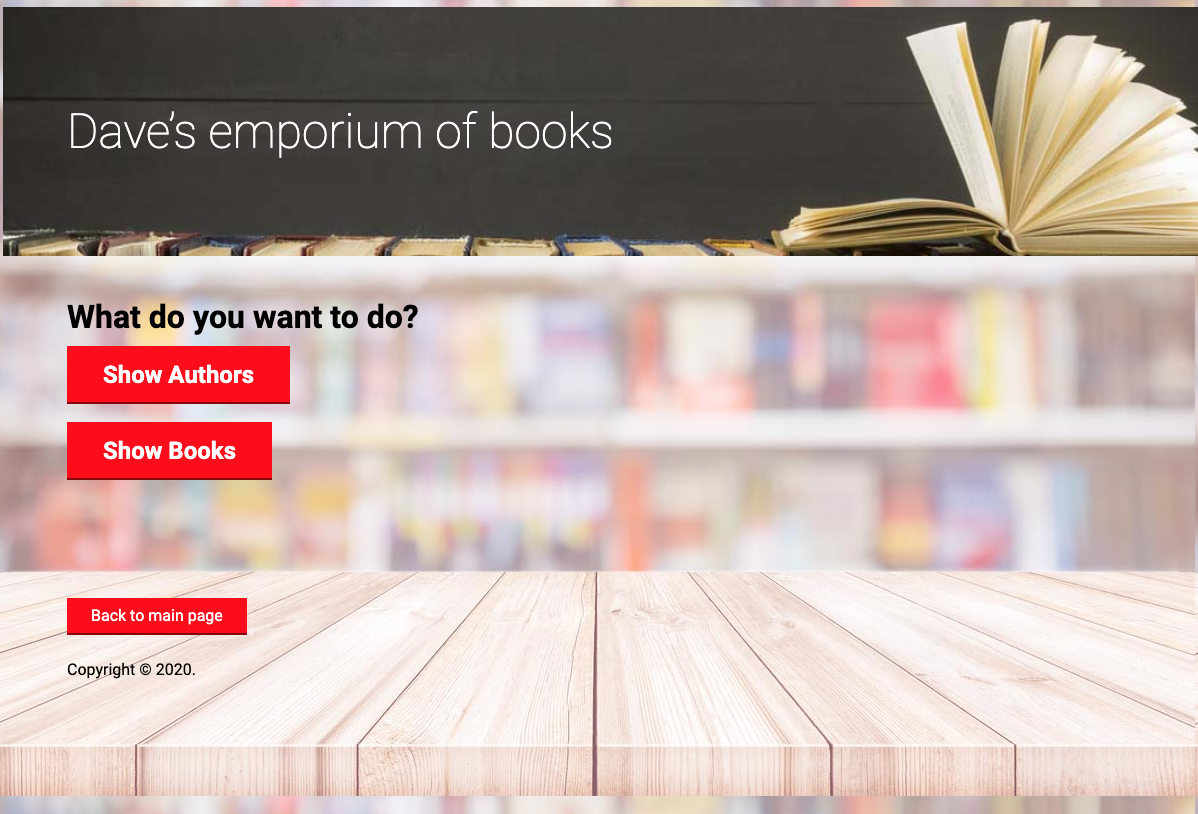 Dave’s emporium of books
What do you want to do?
Show Authors
Show Books
Back to main page
Copyright © 2020.